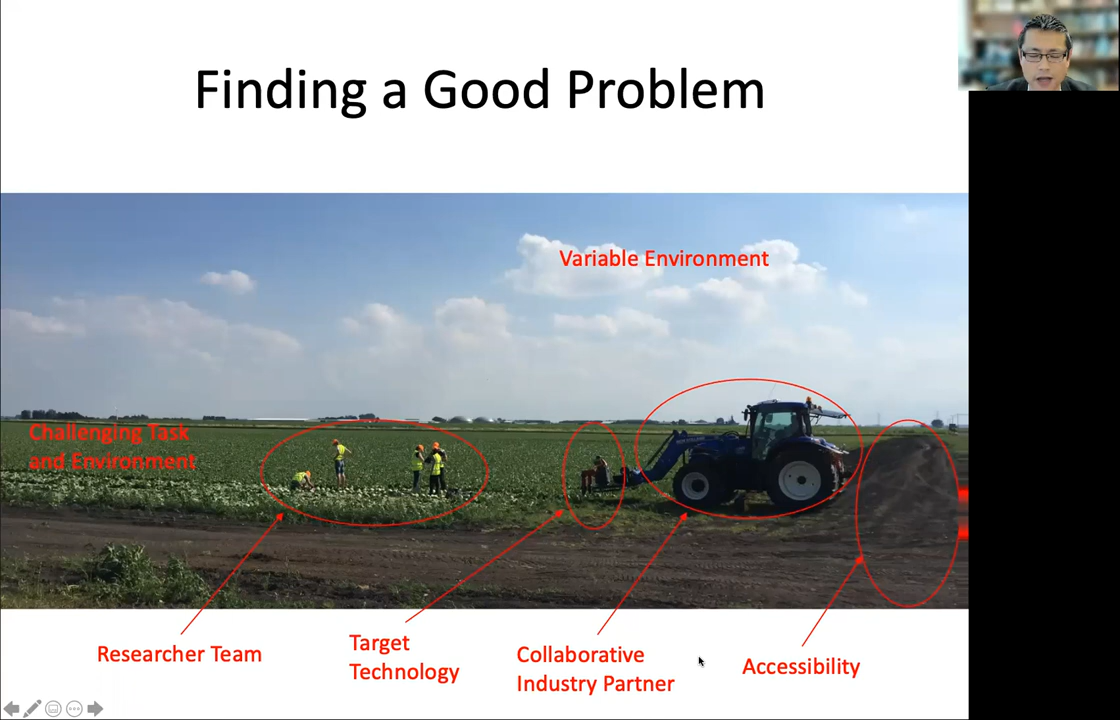 Finding a Good Problem
Variable Environment
Challenging Task
and Environment
Researcher Team
Target
Technology
Collaborative
Industry Partner
Accessibility